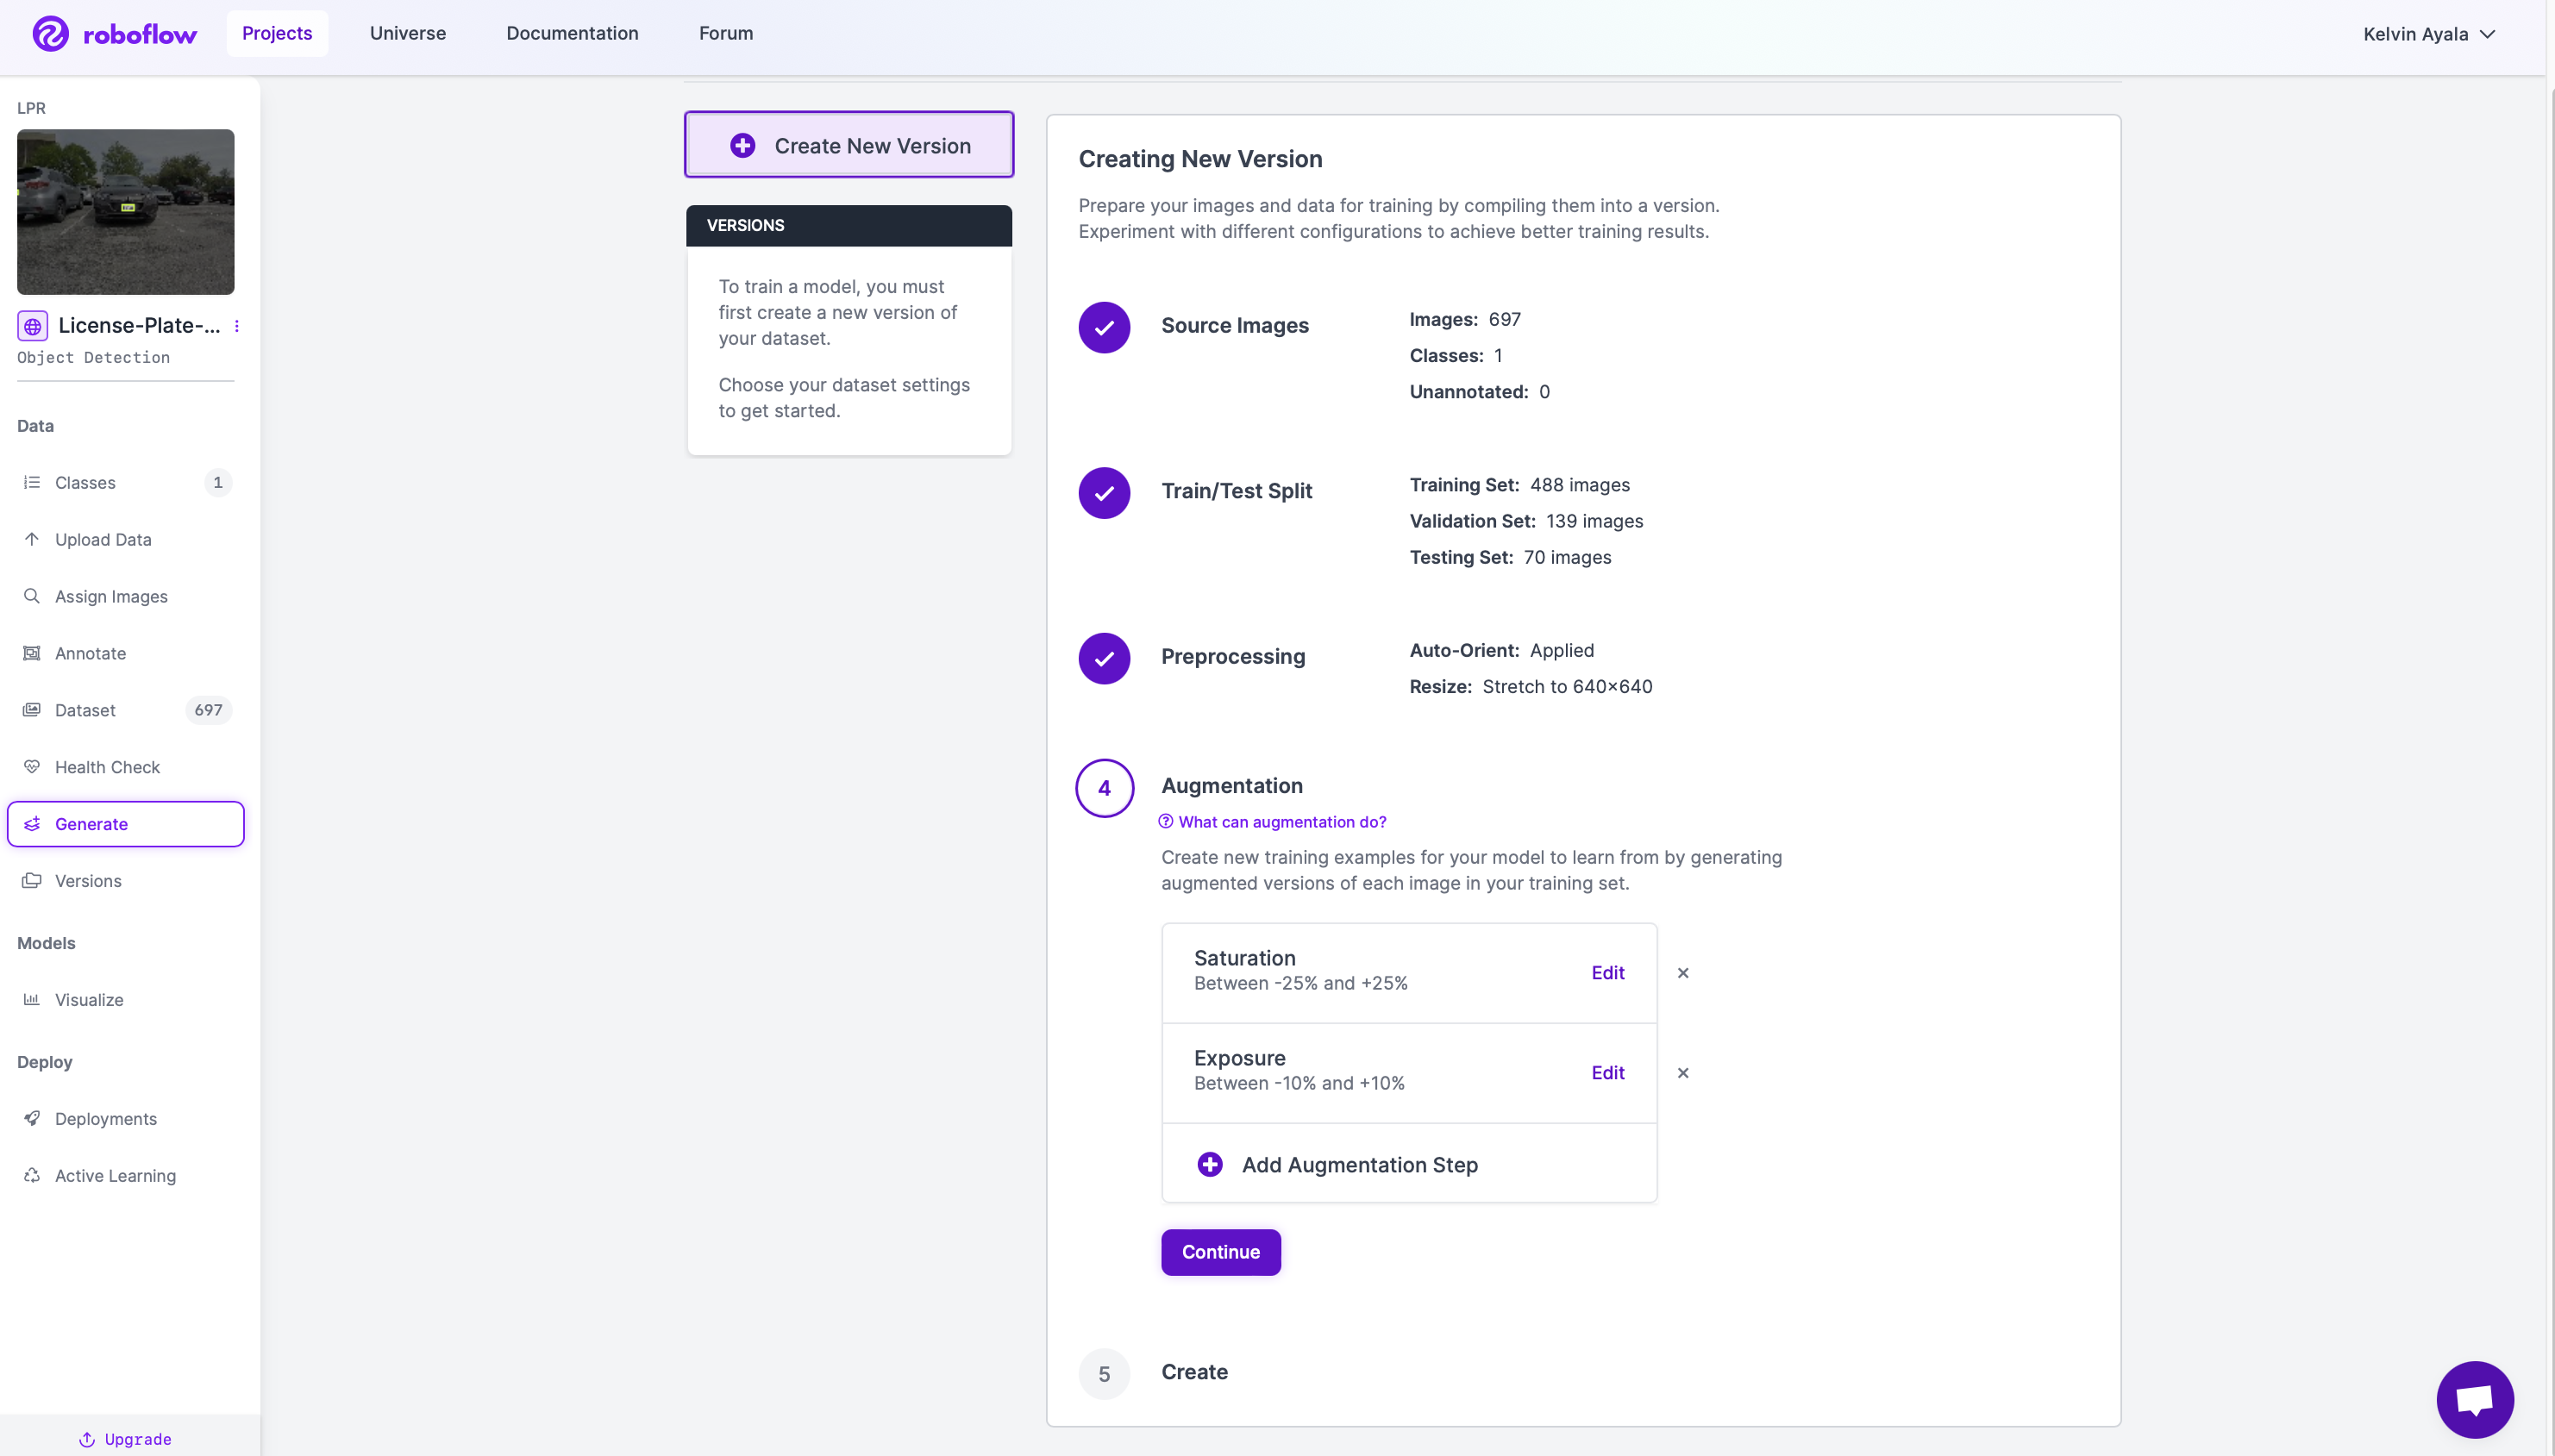 roboflow
Projects
Universe
Documentation
Forum
Kelvin Ayala
LPR
License-Plate-...
Object Detection
Data
Classes
1
Upload Data
Assign Images
Annotate
Dataset
697
Health Check
Generate
Versions
Models
Visualize
Deploy
Deployments
Active Learning
Upgrade
Create New Version
VERSIONS
To train a model, you must
first create a new version of
your dataset.
Choose your dataset settings
to get started.
Creating New Version
Prepare your images and data for training by compiling them into a version.
Experiment with different configurations to achieve better training results.
Source Images
Images: 697
Classes: 1
Unannotated: 0
Train/Test Split
Training Set: 488 images
Validation Set: 139 images
Testing Set: 70 images
Preprocessing
Auto-Orient: Applied
Resize: Stretch to 640×640
4
Augmentation
What can augmentation do?
Create new training examples for your model to learn from by generating
augmented versions of each image in your training set.
Saturation
Between -25% and +25%
Edit
Exposure
Between -10% and +10%
Edit
Add Augmentation Step
Continue
5
Create